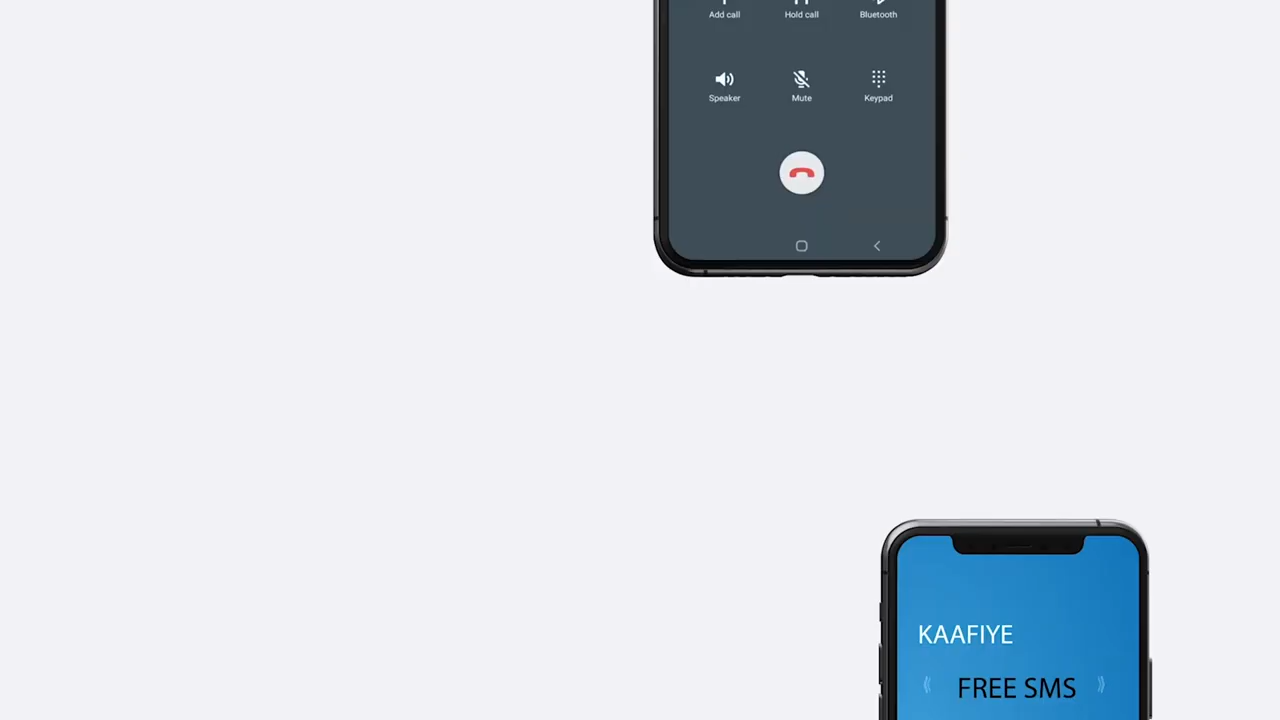 Add call Hold call Bluetooth
Speaker Mute Keypad
KAAFIYE
FREE SMS